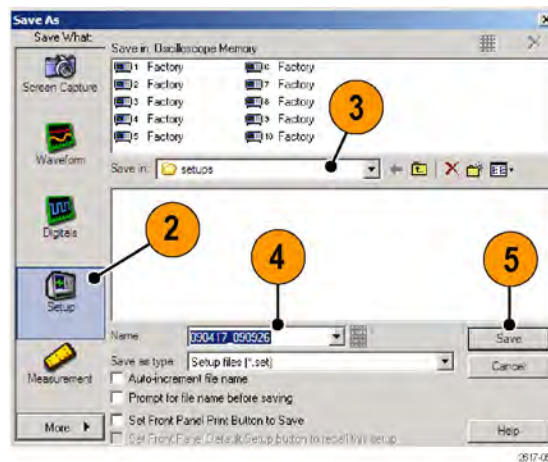 Save As
Save What:
Save in: Oscilloscope Memory
Screen Capture
1 Factory
2 Factory
3 Factory
4 Factory
5 Factory
6 Factory
7 Factory
8 Factory
9 Factory
10 Factory
3
Waveform
Save in: setups
Digitals
2
4
5
Setup
Name
090417_090926
Save
Save as type
Setup files (*.set)
Cancel
Measurement
Auto-increment file name
Prompt for file name before saving
More
Set Front Panel Print Button to Save
Set Front Panel Default Setup button to recall this setup
Help